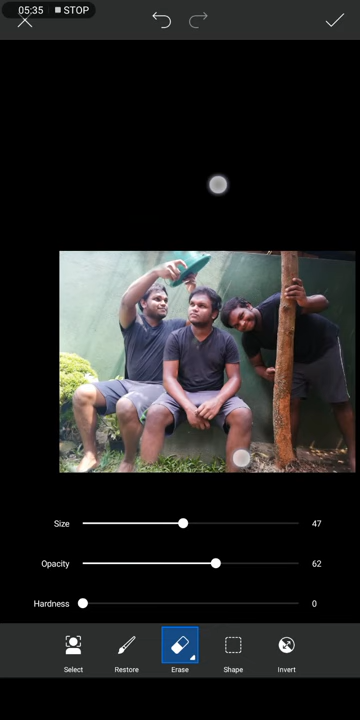 05:35 STOP
Size 47
Opacity 62
Hardness 0
Select Restore Erase Shape Invert